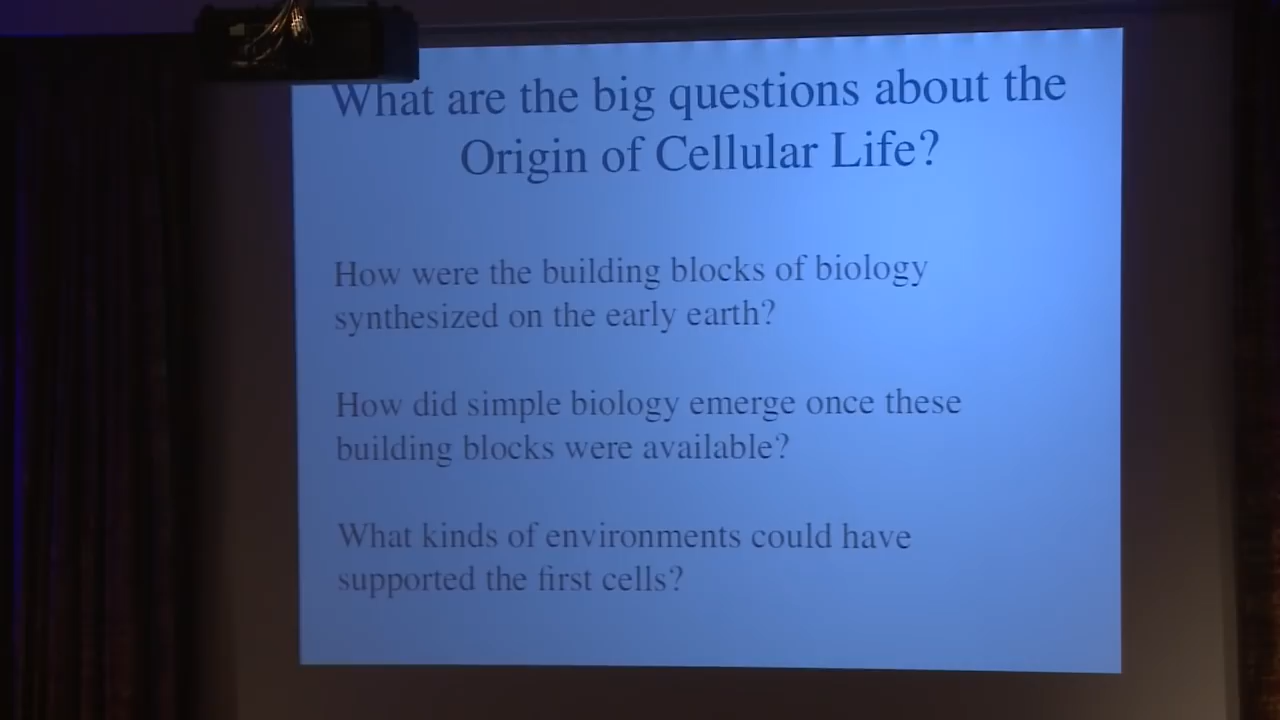 What are the big questions about the
Origin of Cellular Life?
How were the building blocks of biology
synthesized on the early earth?
How did simple biology emerge once these
building blocks were available?
What kinds of environments could have
supported the first cells?